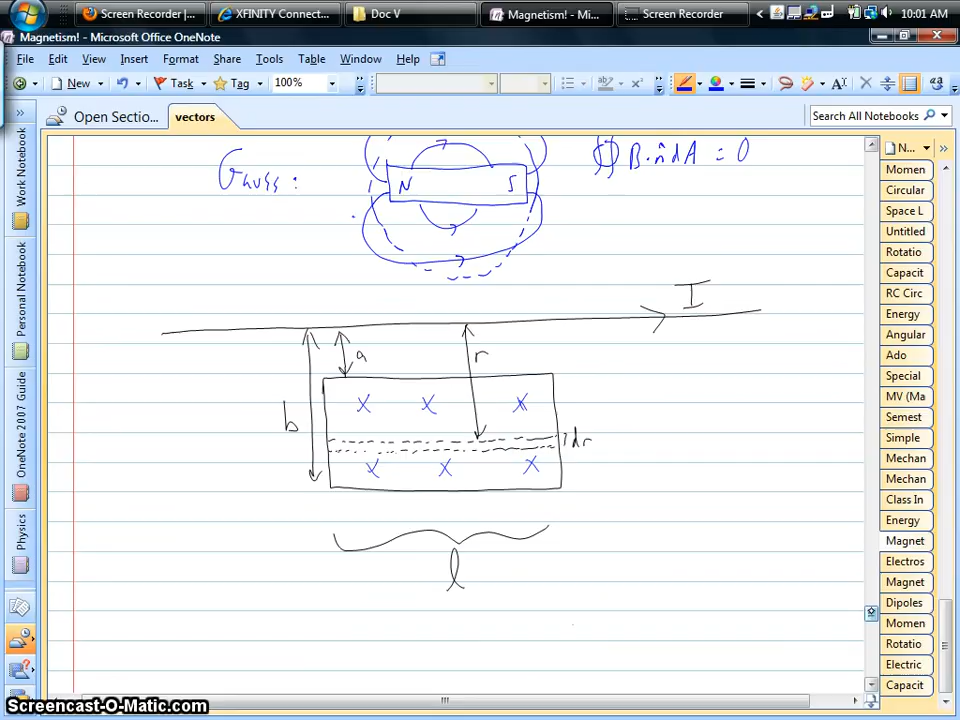 Screen Recorder |...
XFINITY Connect...
Doc V
Magnetism! - Mi...
Screen Recorder
10:01 AM
Magnetism! - Microsoft Office OneNote
File Edit View Insert Format Share Tools Table Window Help
New Task Tag 100%
Open Sectio... vectors
Search All Notebooks
Work Notebook
Personal Notebook
OneNote 2007 Guide
Physics
N...
Momen
Circular
Space L
Untitled
Rotatio
Capacit
RC Circ
Energy
Angular
Ado
Special
MV (Ma
Semest
Simple
Mechan
Mechan
Class In
Energy
Magnet
Electros
Magnet
Dipoles
Momen
Rotatio
Electric
Capacit
Gauss:
N S
∯ B·n̂dA = 0
I
a
r
b
x x x
dr
x x x
l
Screencast-O-Matic.com